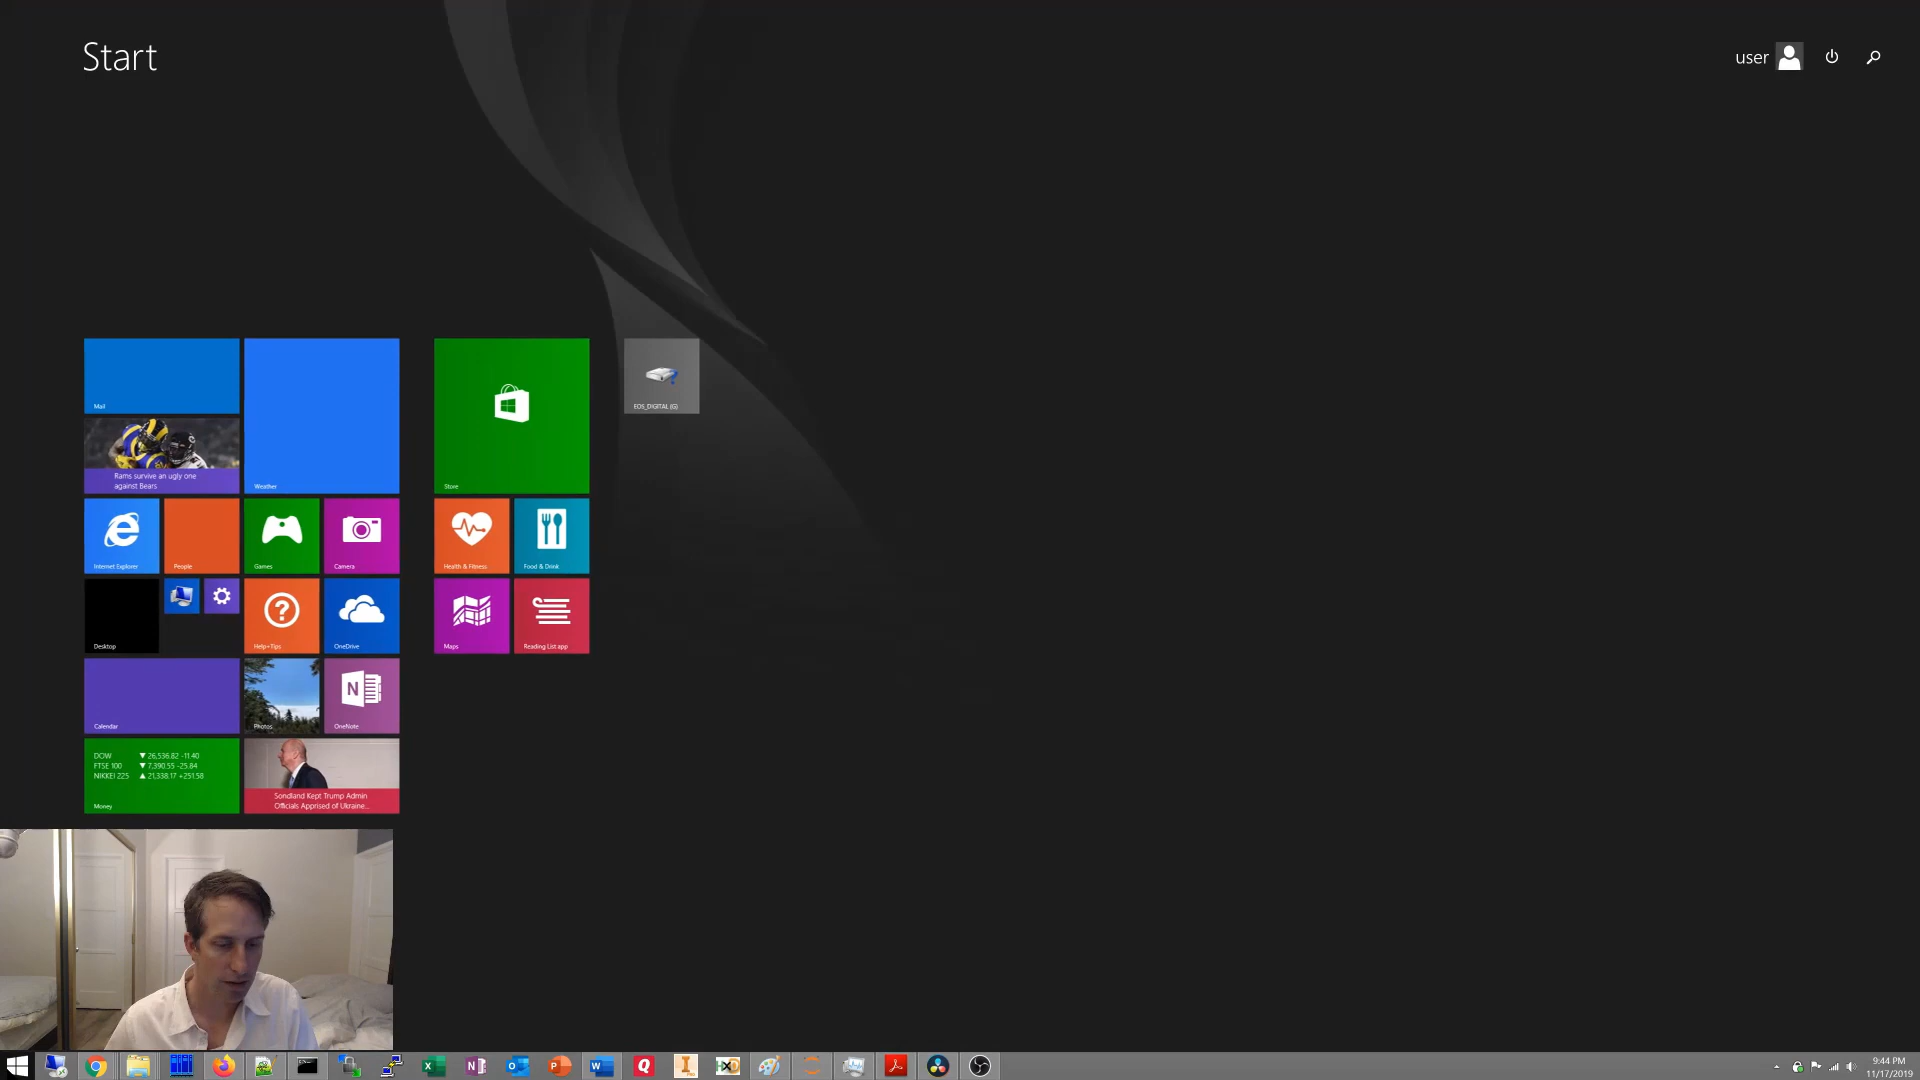 Start
user
Mail
Rams survive an ugly one
against Bears
Weather
Store
EOS_DIGITAL (G)
Internet Explorer
People
Games
Camera
Health & Fitness
Food & Drink
Desktop
Help+Tips
OneDrive
Maps
Reading List app
Calendar
Photos
N
OneNote
DOW ▼ 26,536.82 -11.40
FTSE 100 ▼ 7,390.55 -25.84
NIKKEI 225 ▲ 21,338.17 +251.58
Money
Sondland Kept Trump Admin
Officials Apprised of Ukraine...
9:44 PM
11/17/2019